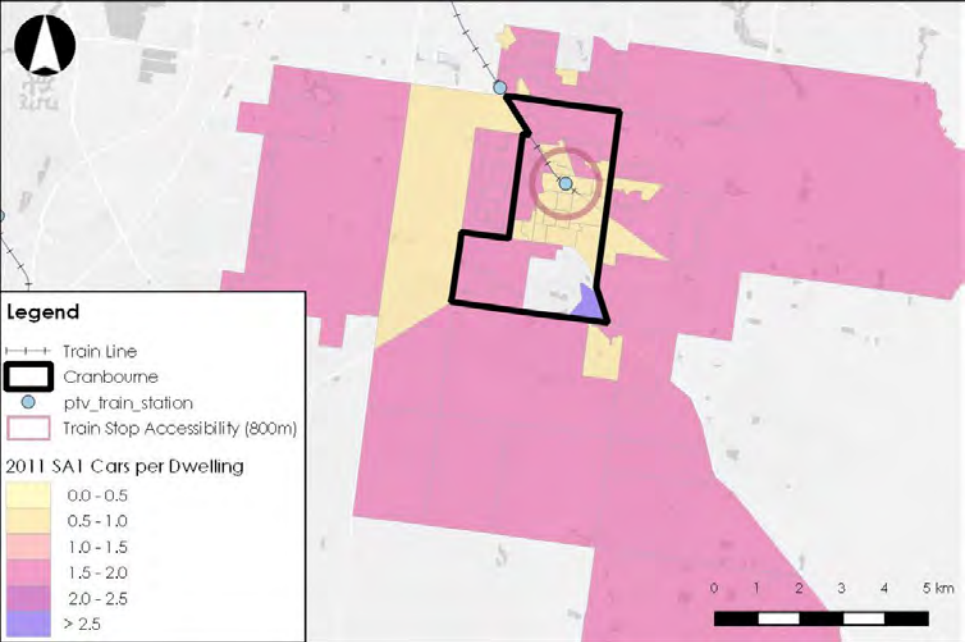 Legend
Train Line
Cranbourne
ptv_train_station
Train Stop Accessibility (800m)
2011 SA1 Cars per Dwelling
0.0 - 0.5
0.5 - 1.0
1.0 - 1.5
1.5 - 2.0
2.0 - 2.5
> 2.5
0 1 2 3 4 5 km